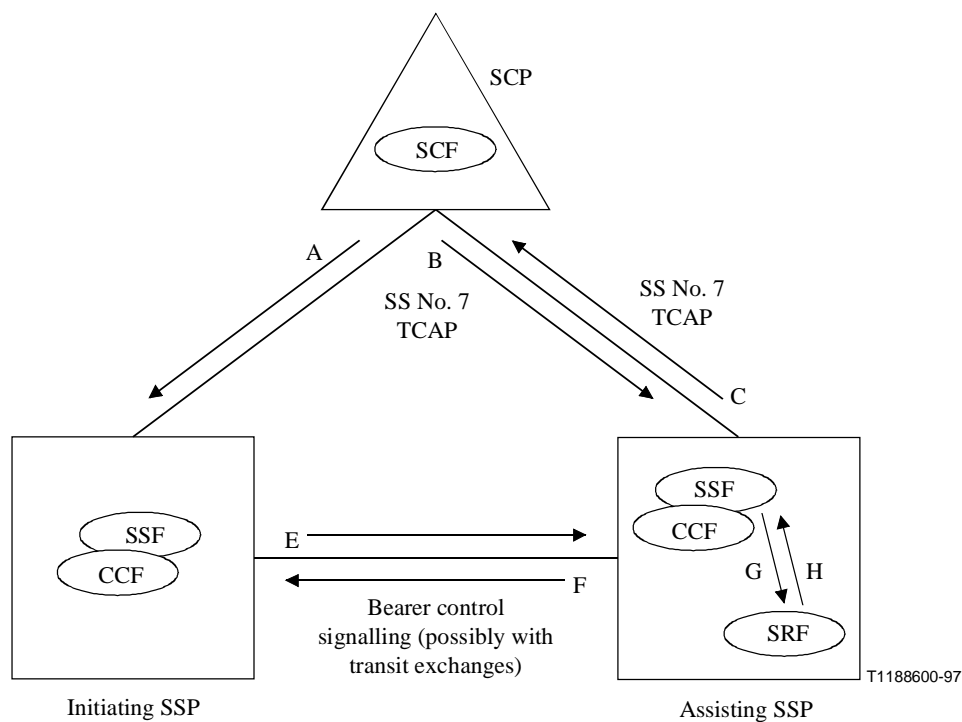 SCP
SCF
A
B
SS No. 7
TCAP
SS No. 7
TCAP
C
SSF
CCF
E
F
Bearer control
signalling (possibly with
transit exchanges)
SSF
CCF
G
H
SRF
T1188600-97
Initiating SSP
Assisting SSP